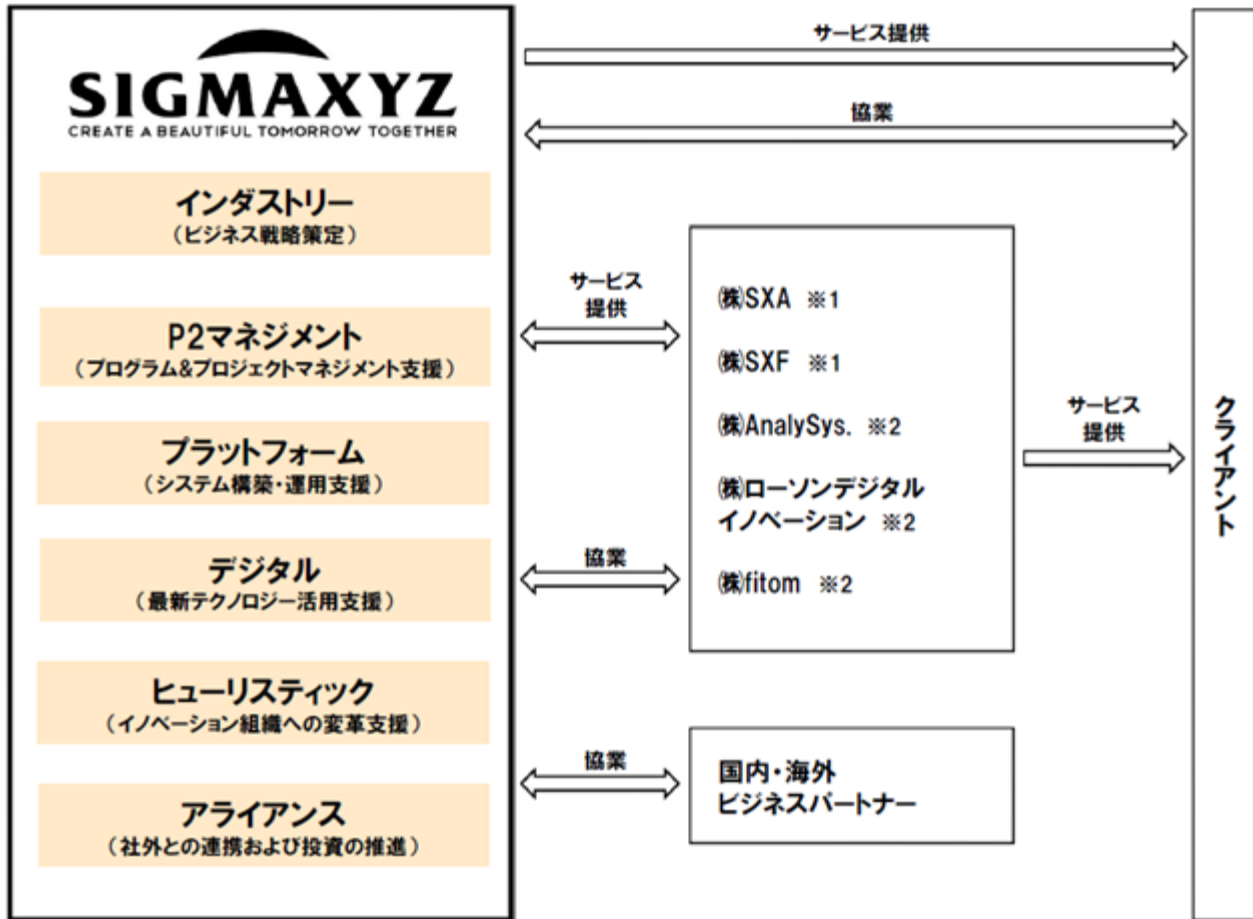 SIGMAXYZ
CREATE A BEAUTIFUL TOMORROW TOGETHER
インダストリー
（ビジネス戦略策定）
P2マネジメント
（プログラム&プロジェクトマネジメント支援）
プラットフォーム
（システム構築・運用支援）
デジタル
（最新テクノロジー活用支援）
ヒューリスティック
（イノベーション組織への変革支援）
アライアンス
（社外との連携および投資の推進）
サービス提供
協業
サービス
提供
協業
協業
㈱SXA ※1
㈱SXF ※1
㈱AnalySys. ※2
㈱ローソンデジタル
イノベーション ※2
㈱fitom ※2
国内・海外
ビジネスパートナー
サービス
提供
クライアント